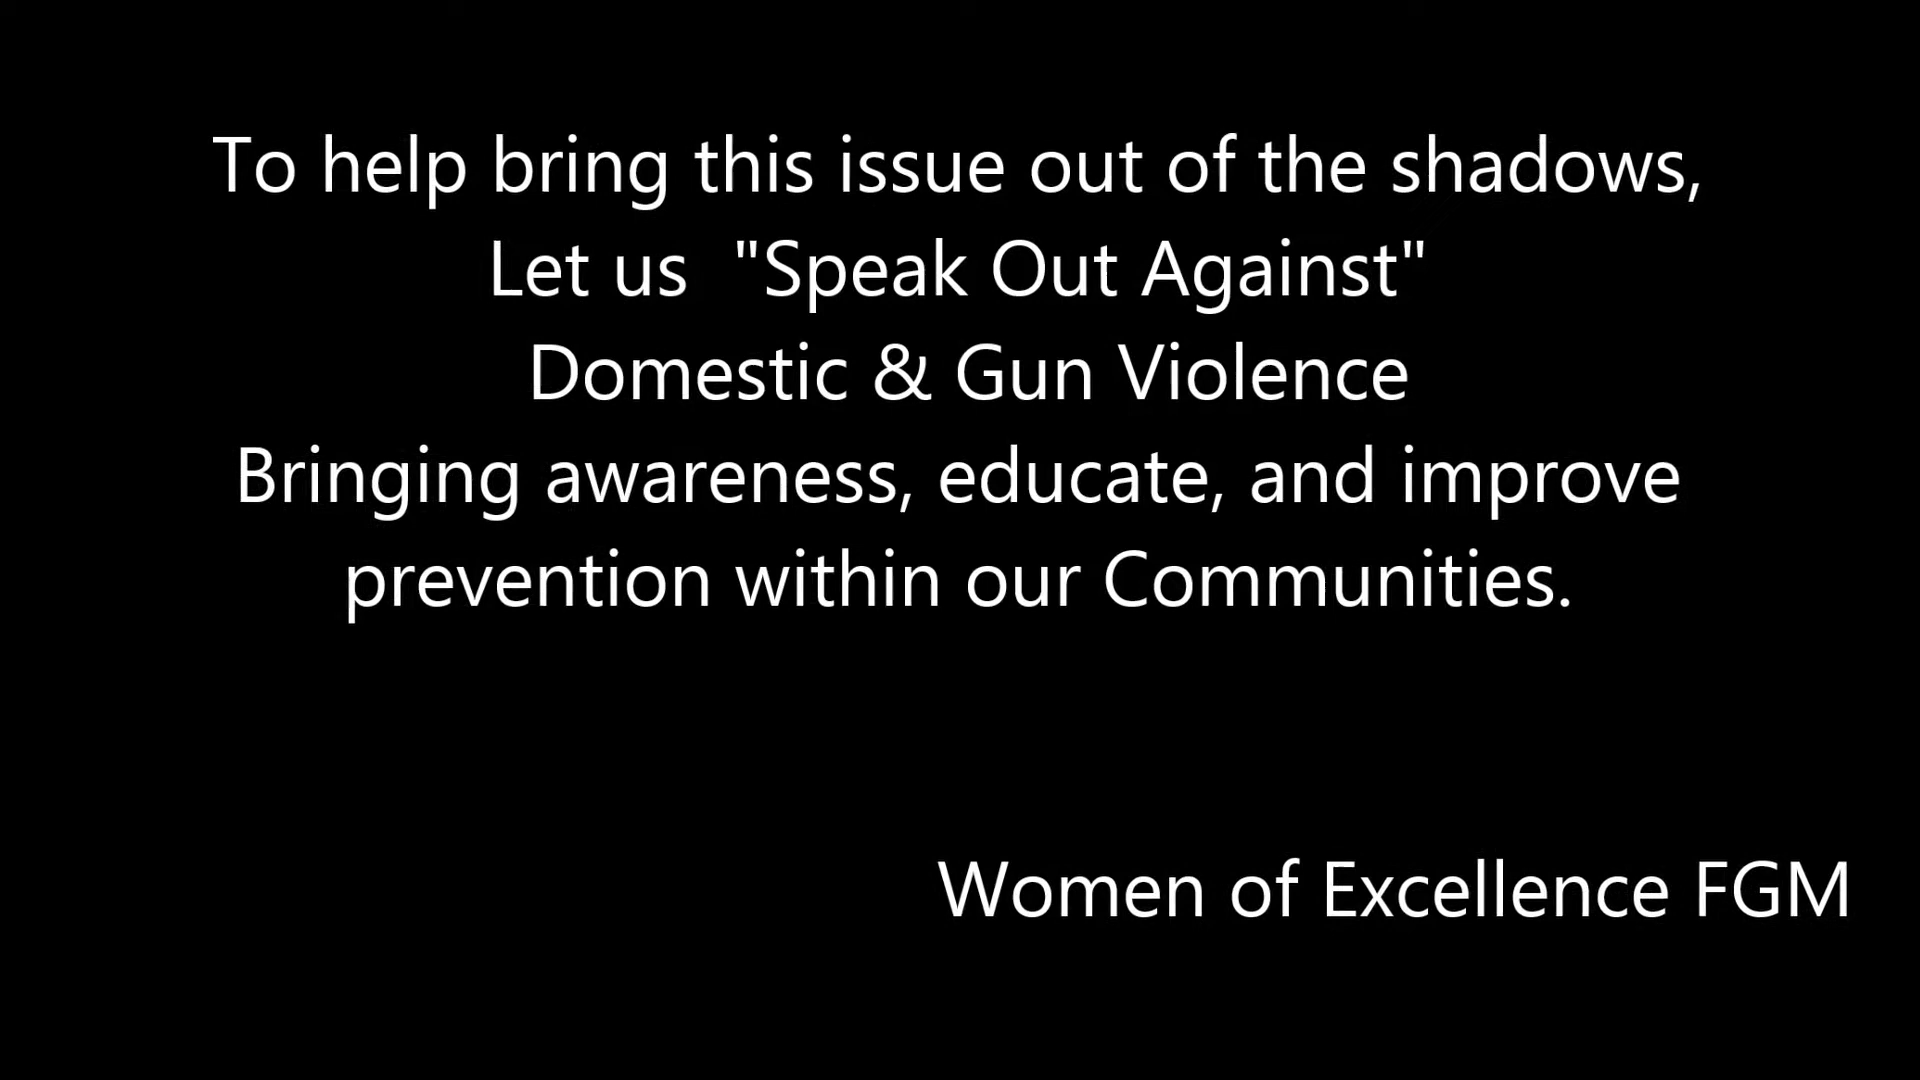 To help bring this issue out of the shadows,
Let us  "Speak Out Against"
Domestic & Gun Violence
Bringing awareness, educate, and improve
prevention within our Communities.
Women of Excellence FGM